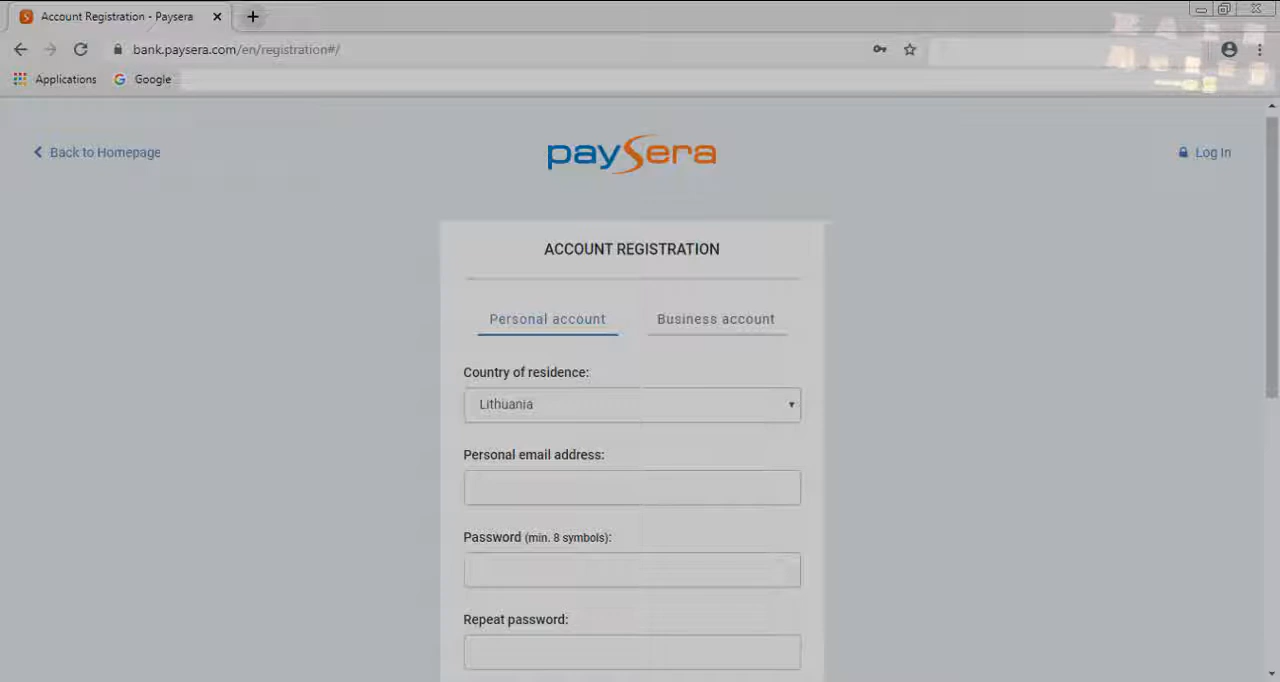 Account Registration - Paysera
bank.paysera.com/en/registration#/
Applications
Google
Back to Homepage
paysera
Log In
ACCOUNT REGISTRATION
Personal account
Business account
Country of residence:
Lithuania
Personal email address:
Password (min. 8 symbols):
Repeat password: